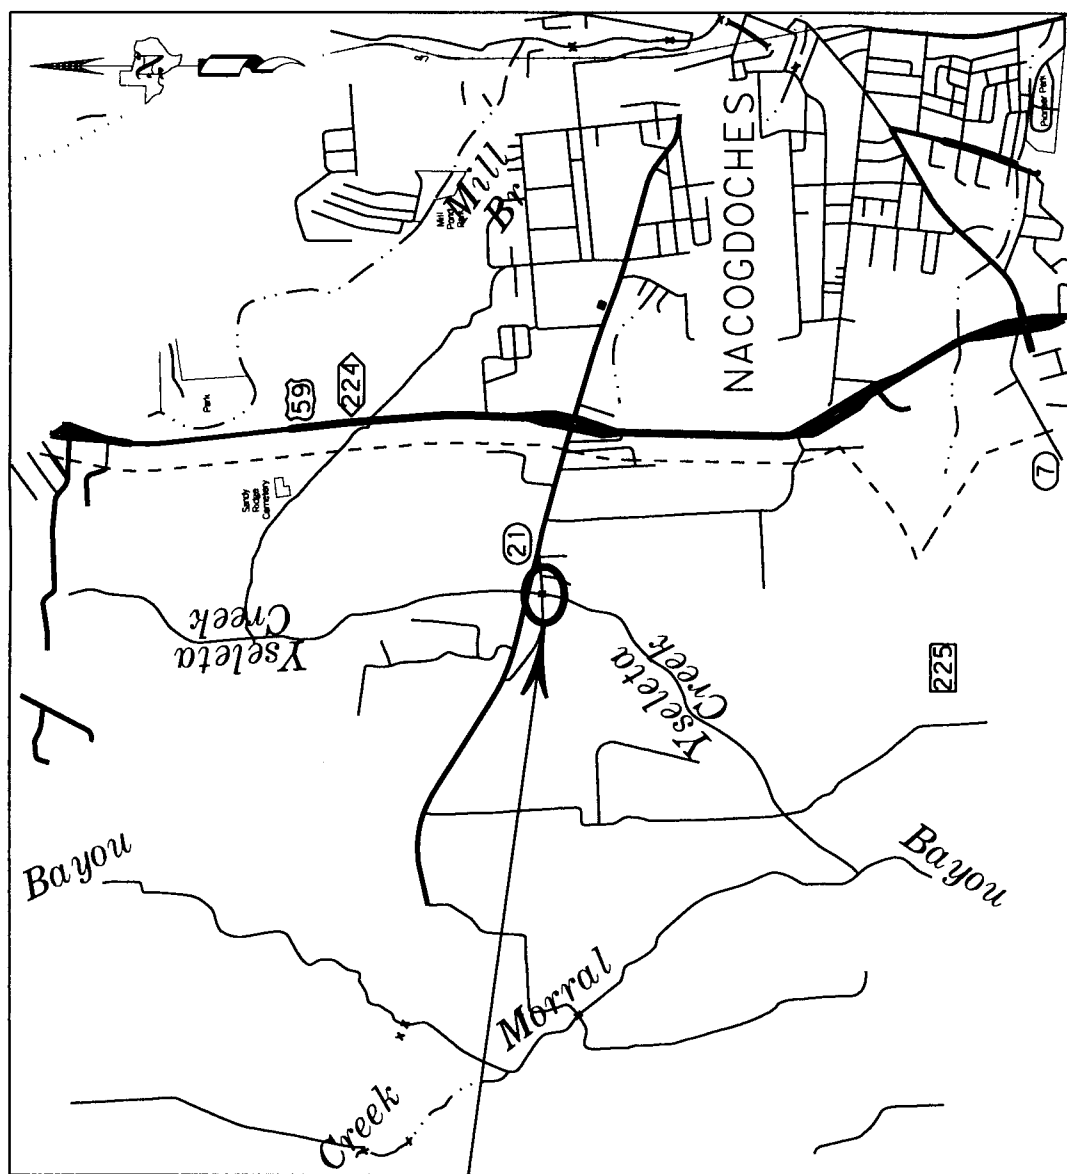 N
Pioneer Park
Mill
Br
Mill
Pond
NACOGDOCHES
Park
59
224
7
Sandy
Ridge
Cemetery
21
Yseleta
Creek
Yseleta
Creek
225
Bayou
Bayou
Morral
Creek